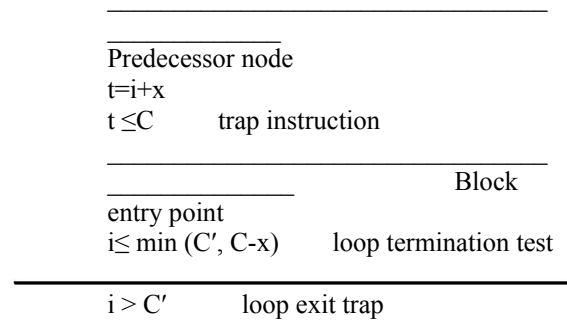 Predecessor node
t=i+x
t ≤C trap instruction
Block
entry point
i≤ min (C′, C-x) loop termination test
i > C′ loop exit trap